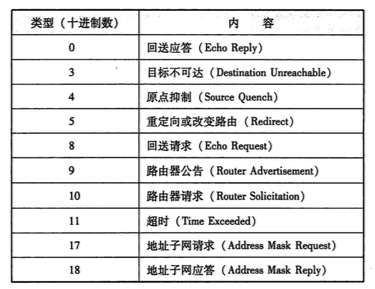 类型（十进制数） 内 容
0 回送应答（Echo Reply）
3 目标不可达（Destination Unreachable）
4 原点抑制（Source Quench）
5 重定向或改变路由（Redirect）
8 回送请求（Echo Request）
9 路由器公告（Router Advertisement）
10 路由器请求（Router Solicitation）
11 超时（Time Exceeded）
17 地址子网请求（Address Mask Request）
18 地址子网应答（Address Mask Reply）